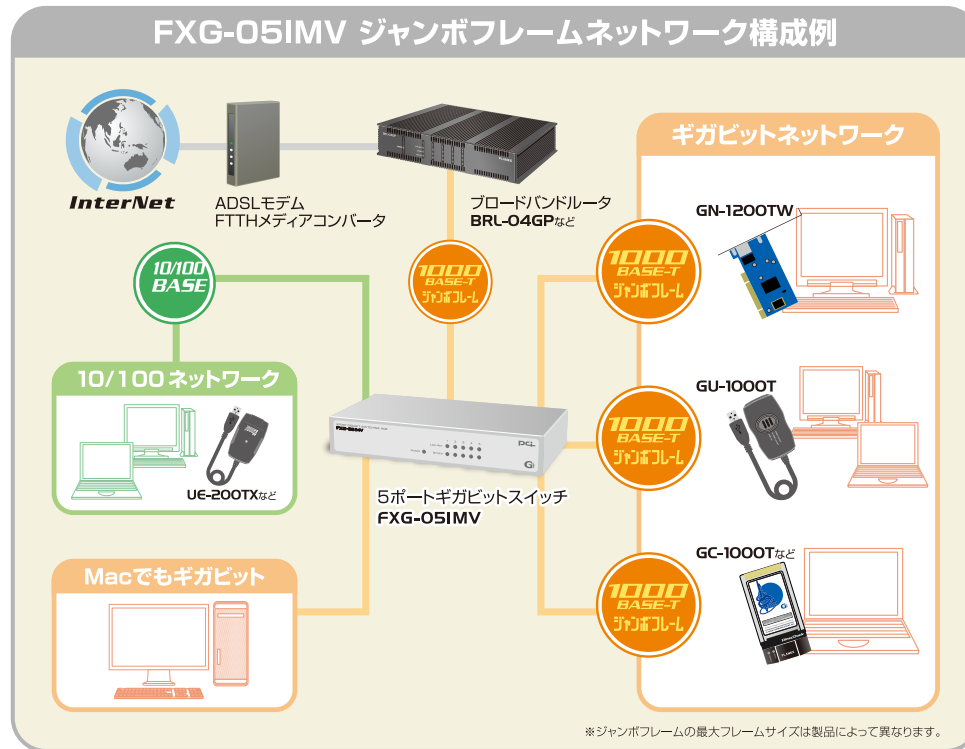 FXG-05IMV ジャンボフレームネットワーク構成例
InterNet
ADSLモデム
FTTHメディアコンバータ
ブロードバンドルータ
BRL-04GPなど
ギガビットネットワーク
GN-1200TW
10/100
BASE
1000
BASE-T
ジャンボフレーム
1000
BASE-T
ジャンボフレーム
10/100 ネットワーク
UE-200TXなど
FXG-05IMV
PCi
G
5ポートギガビットスイッチ
FXG-05IMV
1000
BASE-T
ジャンボフレーム
GU-1000T
Macでもギガビット
1000
BASE-T
ジャンボフレーム
GC-1000Tなど
※ジャンボフレームの最大フレームサイズは製品によって異なります。